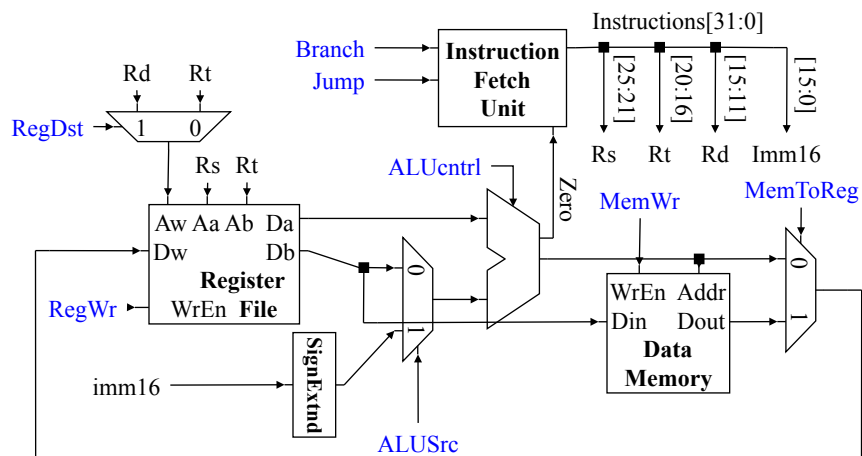 Instructions[31:0]
Branch
Instruction
Fetch
Unit
Jump
[25:21]
[20:16]
[15:11]
[15:0]
Rd
Rt
RegDst
1
0
Rs
Rt
Rd
Imm16
Rs
Rt
ALUcntrl
Zero
MemWr
MemToReg
Aw
Aa
Ab
Da
Dw
Db
Register
File
WrEn
RegWr
0
1
WrEn
Addr
Din
Dout
Data
Memory
0
1
imm16
SignExtnd
ALUSrc